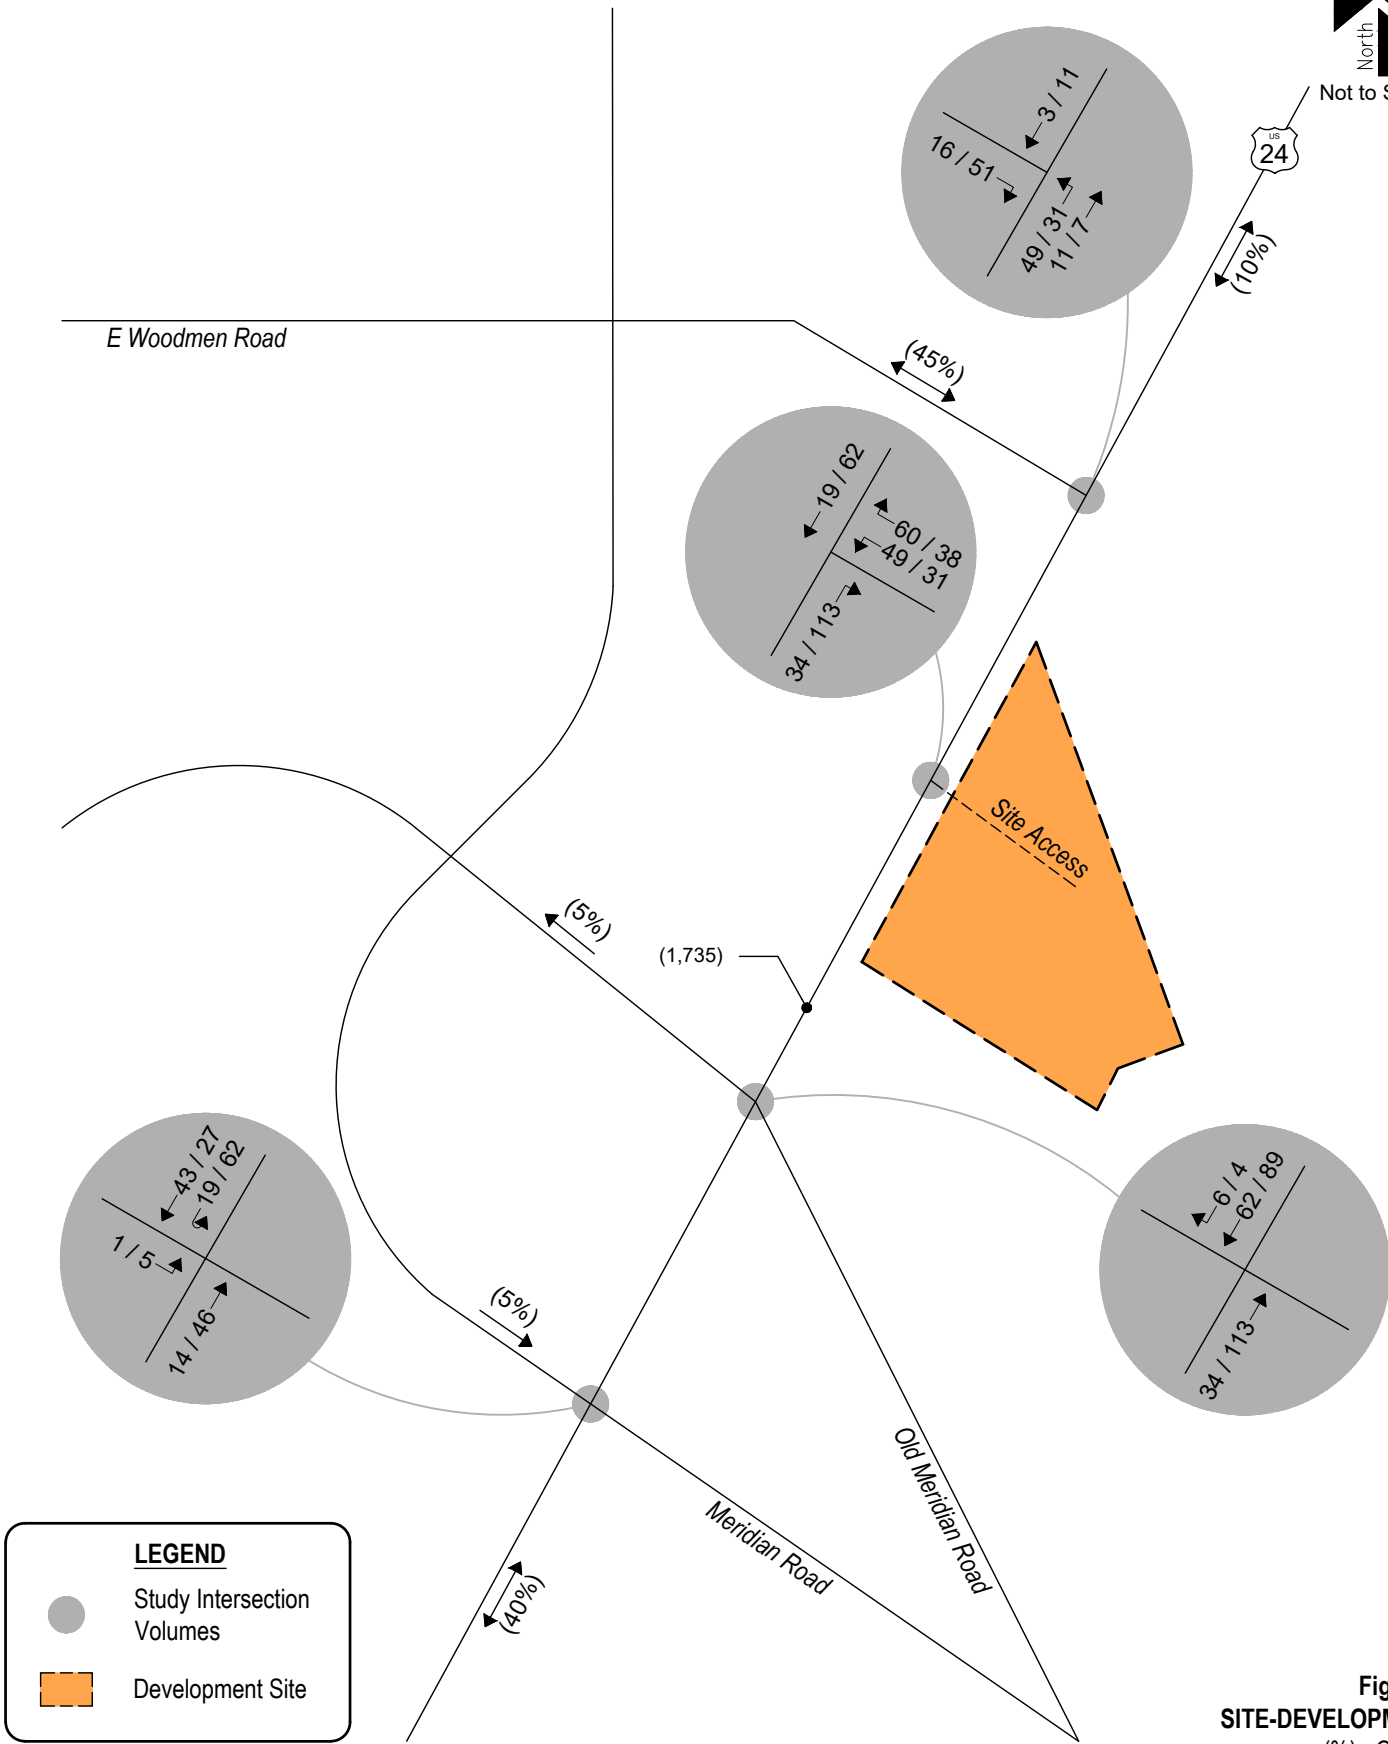 North
Not to S
US
24
3 / 11
16 / 51
49 / 31
11 / 7
(10%)
E Woodmen Road
(45%)
19 / 62
60 / 38
49 / 31
34 / 113
Site Access
(5%)
(1,735)
43 / 27
19 / 62
1 / 5
14 / 46
6 / 4
62 / 89
34 / 113
(5%)
Old Meridian Road
Meridian Road
(40%)
LEGEND
Study Intersection
Volumes
Development Site
Fig
SITE-DEVELOPM